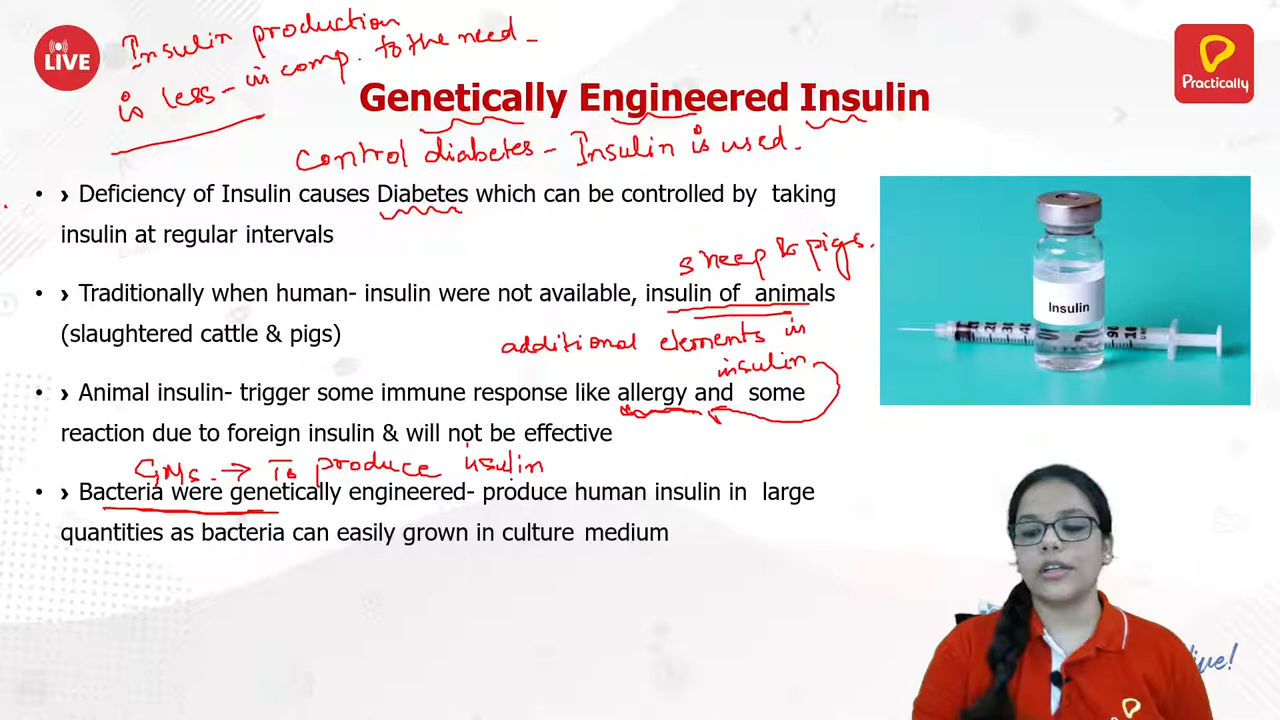 LIVE
Insulin production
is less - in comp. to the need -
Practically
Genetically Engineered Insulin
Control diabetes - Insulin is used.
• › Deficiency of Insulin causes Diabetes which can be controlled by taking
insulin at regular intervals
sheep & pigs.
• › Traditionally when human- insulin were not available, insulin of animals
(slaughtered cattle & pigs)
additional elements in
insulin
• › Animal insulin- trigger some immune response like allergy and some
reaction due to foreign insulin & will not be effective
GMs. → To produce insulin
• › Bacteria were genetically engineered- produce human insulin in large
quantities as bacteria can easily grown in culture medium
Insulin
live!